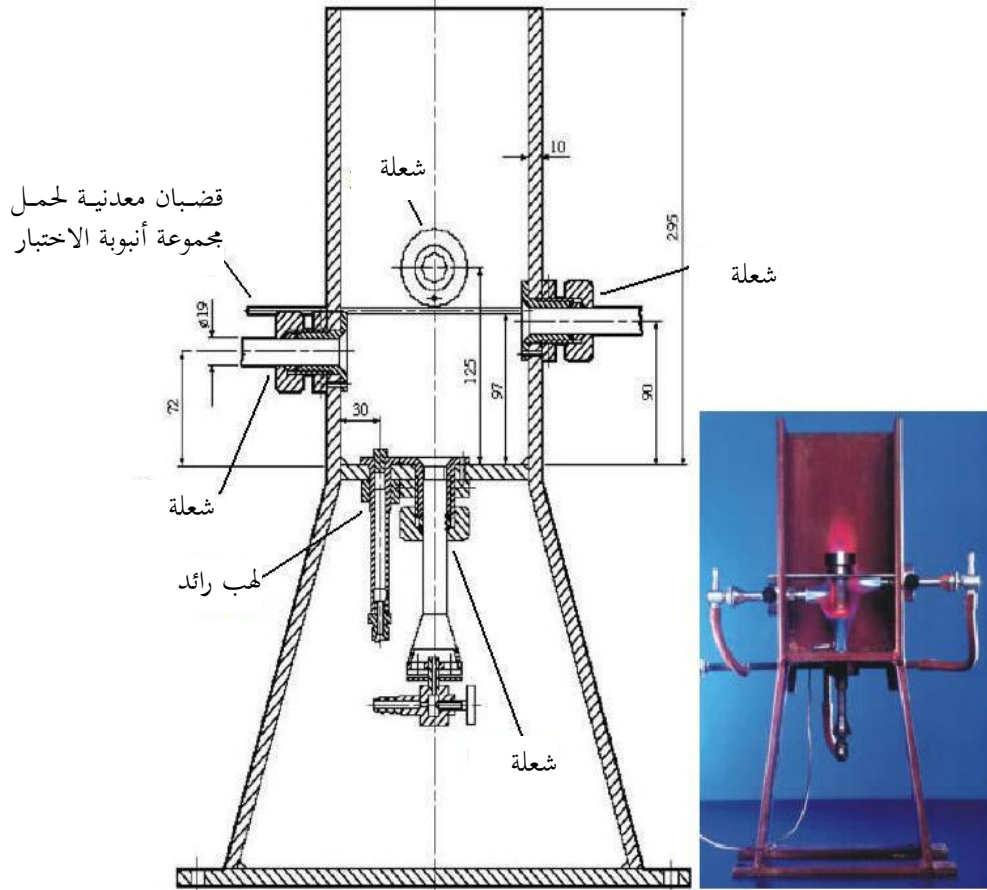 شعلة
10
قضبان معدنية لحمل
مجموعة أنبوبة الاختبار
295
شعلة
ø19
125
97
90
72
30
شعلة
لهب رائد
شعلة